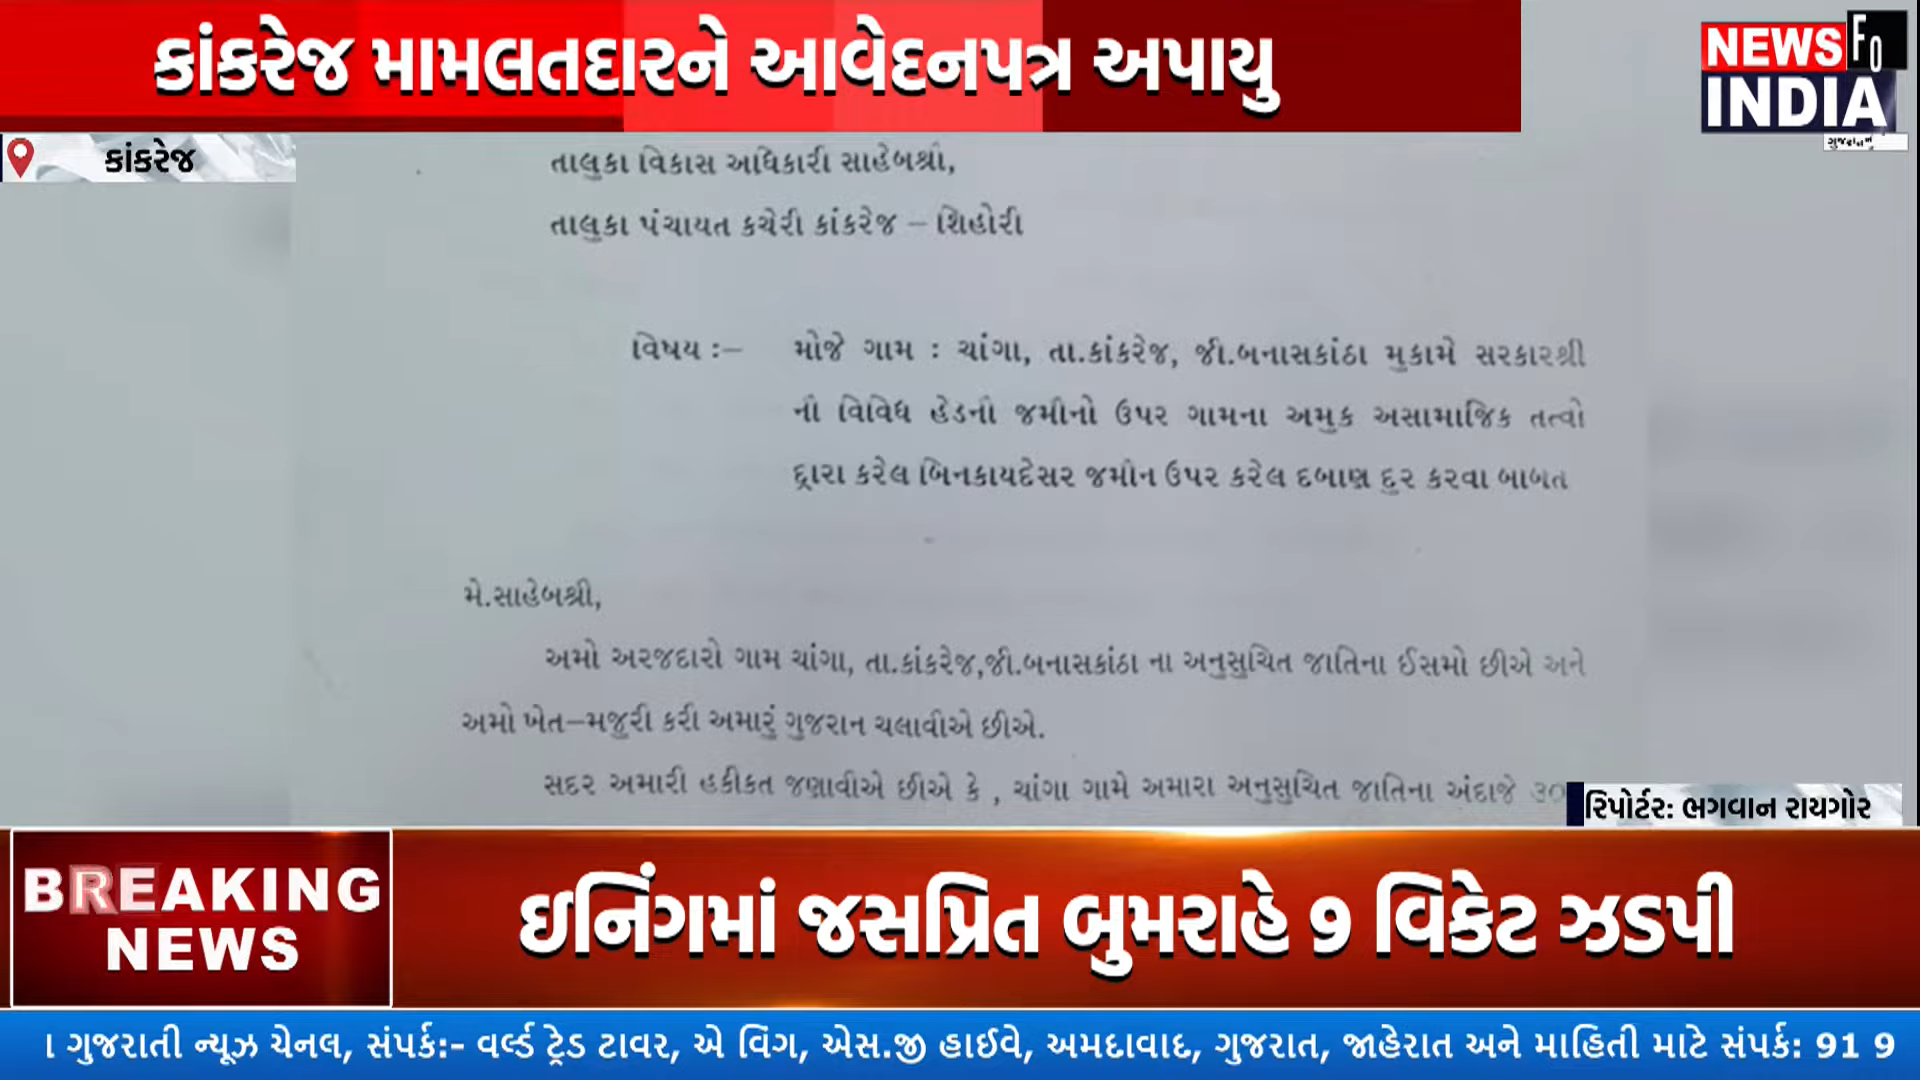 કાંકરેજ મામલતદારને આવેદનપત્ર અપાયુ
NEWS Fo
INDIA
કાંકરેજ
તાલુકા વિકાસ અધિકારી સાહેબશ્રી,
તાલુકા પંચાયત કચેરી કાંકરેજ – શિહોરી
વિષય :– મોજે ગામ : ચાંગા, તા.કાંકરેજ, જી.બનાસકાંઠા મુકામે સરકારશ્રી
ની વિવિધ હેડની જમીનો ઉપર ગામના અમુક અસામાજિક તત્વો
દ્વારા કરેલ બિનકાયદેસર જમીન ઉપર કરેલ દબાણ દુર કરવા બાબત
મે.સાહેબશ્રી,
અમો અરજદારો ગામ ચાંગા, તા.કાંકરેજ,જી.બનાસકાંઠા ના અનુસુચિત જાતિના ઈસમો છીએ અને
અમો ખેત–મજુરી કરી અમારું ગુજરાન ચલાવીએ છીએ.
સદર અમારી હકીકત જણાવીએ છીએ કે , ચાંગા ગામે અમારા અનુસુચિત જાતિના અંદાજે ૩૦
રિપોર્ટર: ભગવાન રાયગોર
BREAKING
NEWS
ઇનિંગમાં જસપ્રિત બુમરાહે 9 વિકેટ ઝડપી
ગુજરાતી ન્યૂઝ ચેનલ, સંપર્ક:- વર્લ્ડ ટ્રેડ ટાવર, એ વિંગ, એસ.જી હાઈવે, અમદાવાદ, ગુજરાત, જાહેરાત અને માહિતી માટે સંપર્ક: 91 9